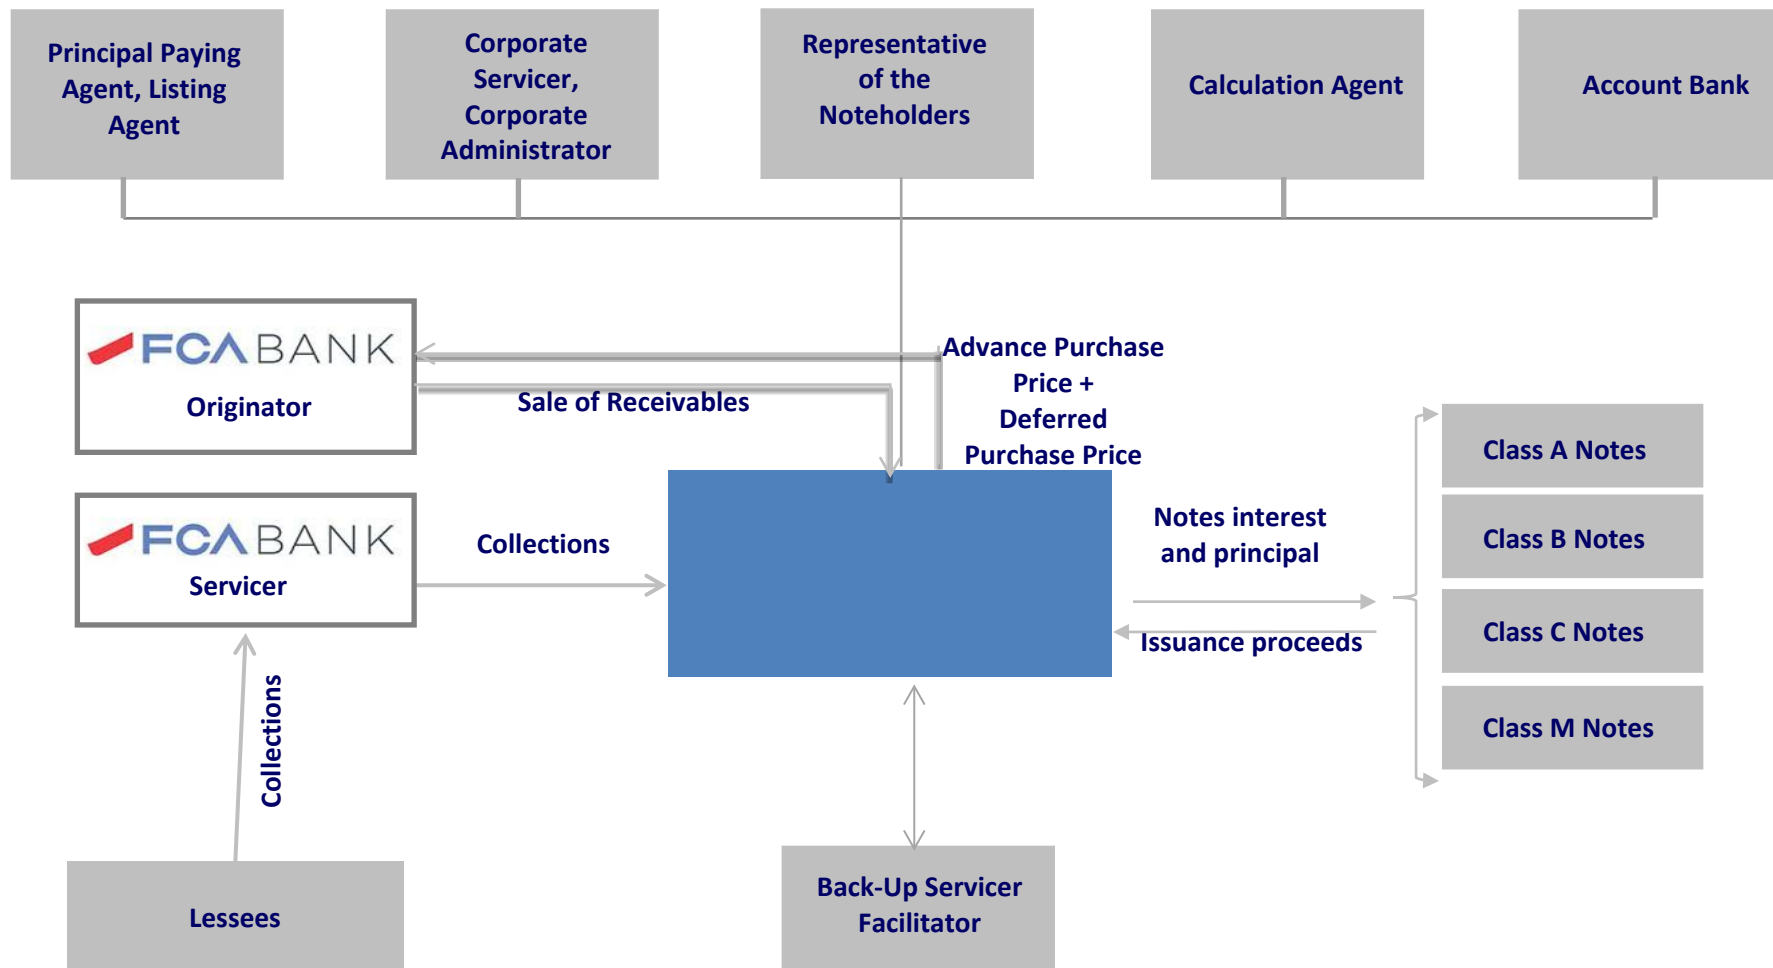 Principal Paying
Agent, Listing
Agent
Corporate
Servicer,
Corporate
Administrator
Representative
of the
Noteholders
Calculation Agent
Account Bank
FCA BANK
Originator
Sale of Receivables
Advance Purchase
Price +
Deferred
Purchase Price
FCA BANK
Servicer
Collections
Notes interest
and principal
Issuance proceeds
Class A Notes
Class B Notes
Class C Notes
Class M Notes
Collections
Lessees
Back-Up Servicer
Facilitator